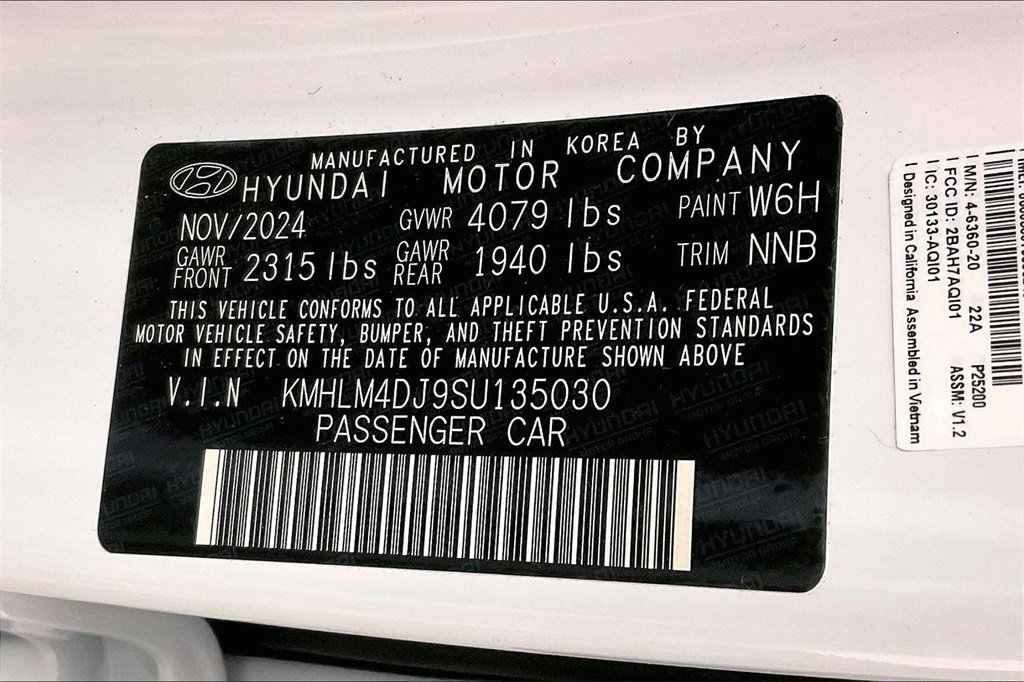 MANUFACTURED IN KOREA BY
HYUNDAI MOTOR COMPANY
NOV/2024 GVWR 4079 lbs PAINT W6H
GAWR FRONT 2315 lbs GAWR REAR 1940 lbs TRIM NNB
THIS VEHICLE CONFORMS TO ALL APPLICABLE U.S.A. FEDERAL
MOTOR VEHICLE SAFETY, BUMPER, AND THEFT PREVENTION STANDARDS
IN EFFECT ON THE DATE OF MANUFACTURE SHOWN ABOVE
V.I.N KMHLM4DJ9SU135030
PASSENGER CAR
M/N: 4-6360-20 22A P25200
FCC ID: 2BAH7AQI01 ASSM: V1.2
IC: 30133-AQI01
Designed in California Assembled in Vietnam